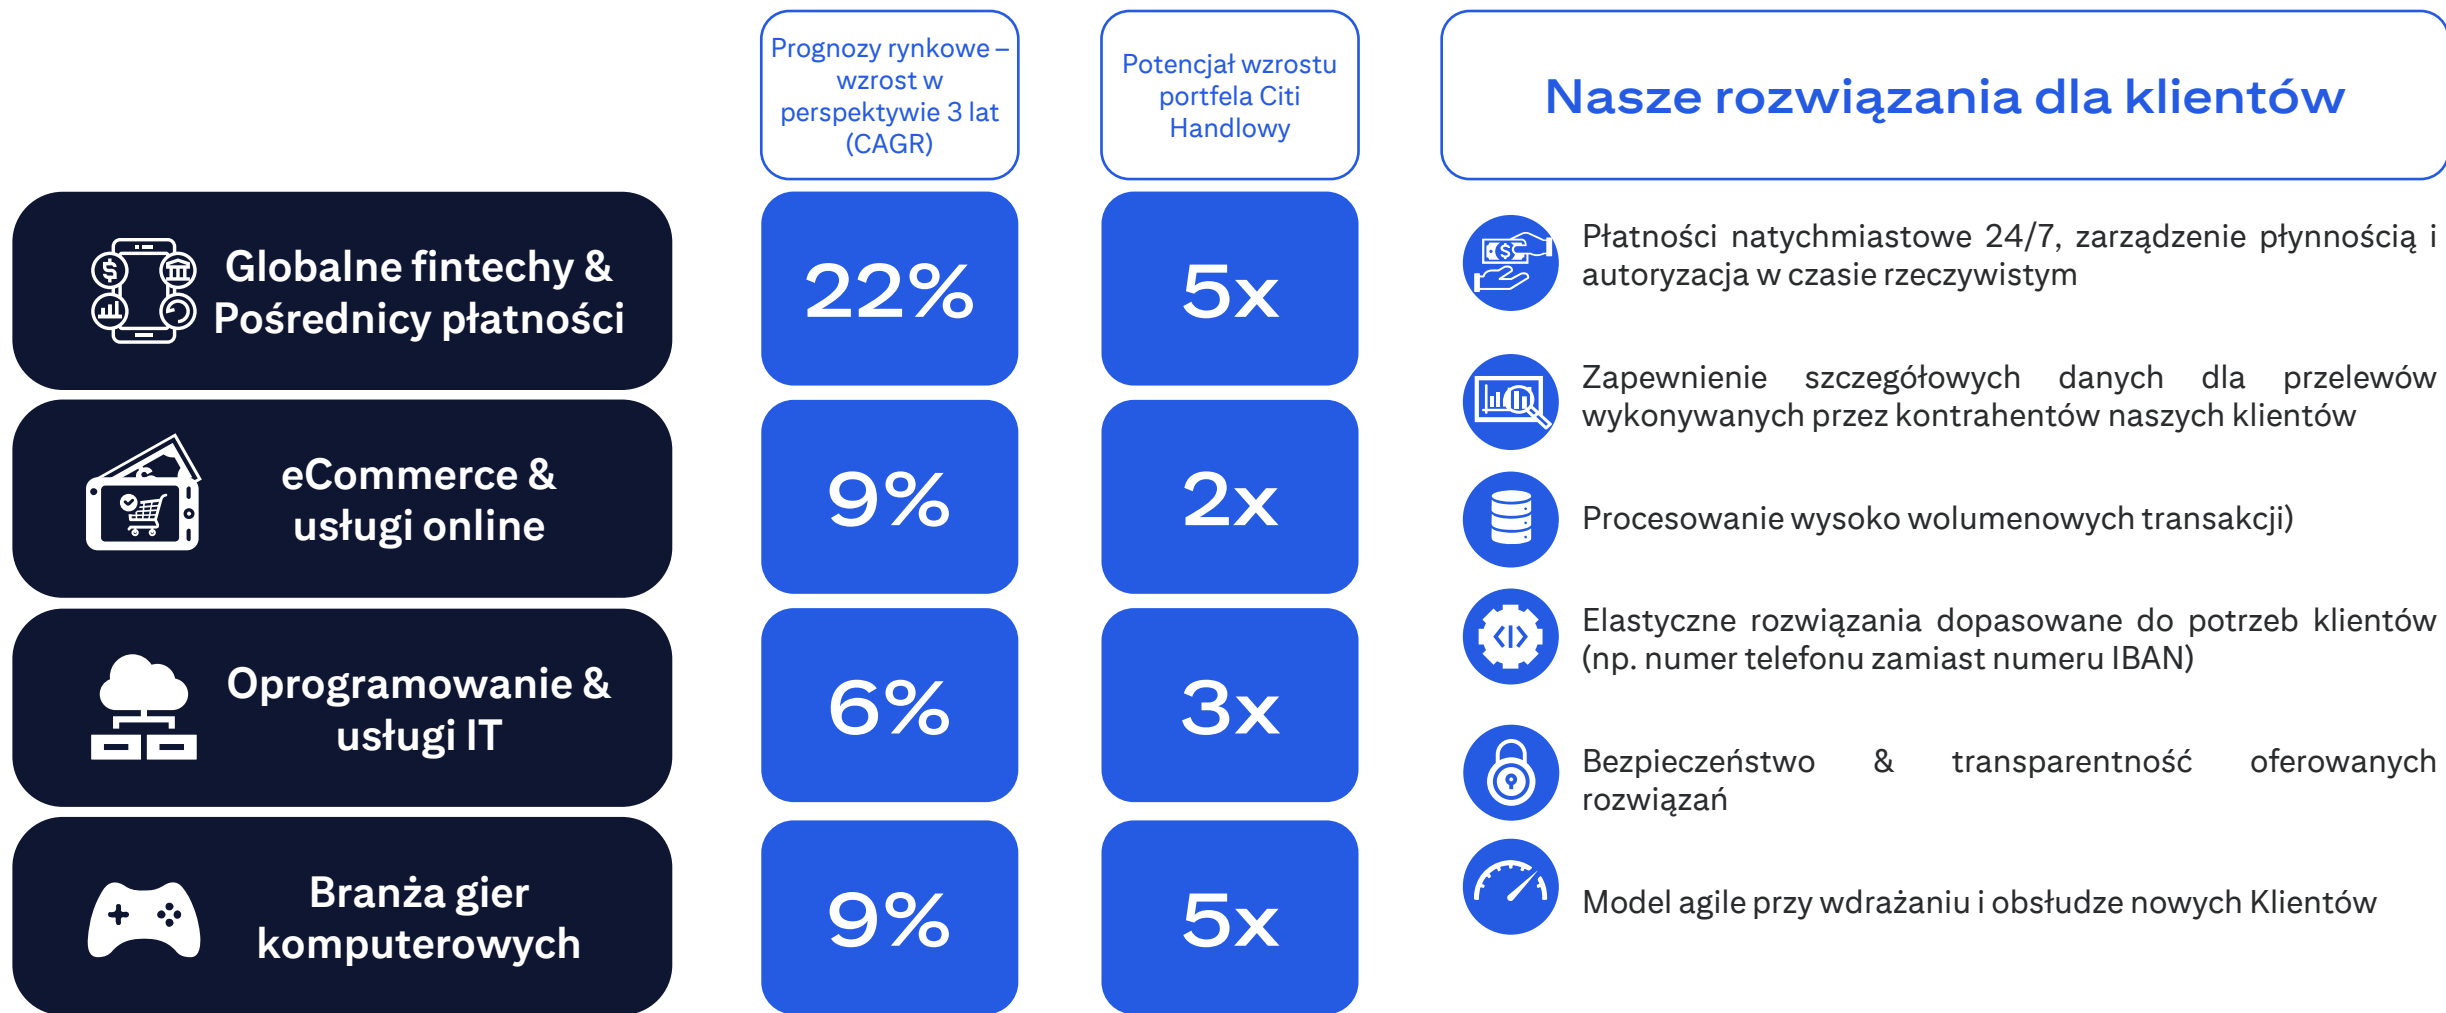 Prognozy rynkowe –
wzrost w
perspektywie 3 lat
(CAGR)
Potencjał wzrostu
portfela Citi
Handlowy
Nasze rozwiązania dla klientów
Globalne fintechy &
Pośrednicy płatności
22%
5x
eCommerce &
usługi online
9%
2x
Oprogramowanie &
usługi IT
6%
3x
Branża gier
komputerowych
9%
5x
Płatności natychmiastowe 24/7, zarządzenie płynnością i
autoryzacja w czasie rzeczywistym
Zapewnienie szczegółowych danych dla przelewów
wykonywanych przez kontrahentów naszych klientów
Procesowanie wysoko wolumenowych transakcji)
Elastyczne rozwiązania dopasowane do potrzeb klientów
(np. numer telefonu zamiast numeru IBAN)
Bezpieczeństwo & transparentność oferowanych
rozwiązań
Model agile przy wdrażaniu i obsłudze nowych Klientów